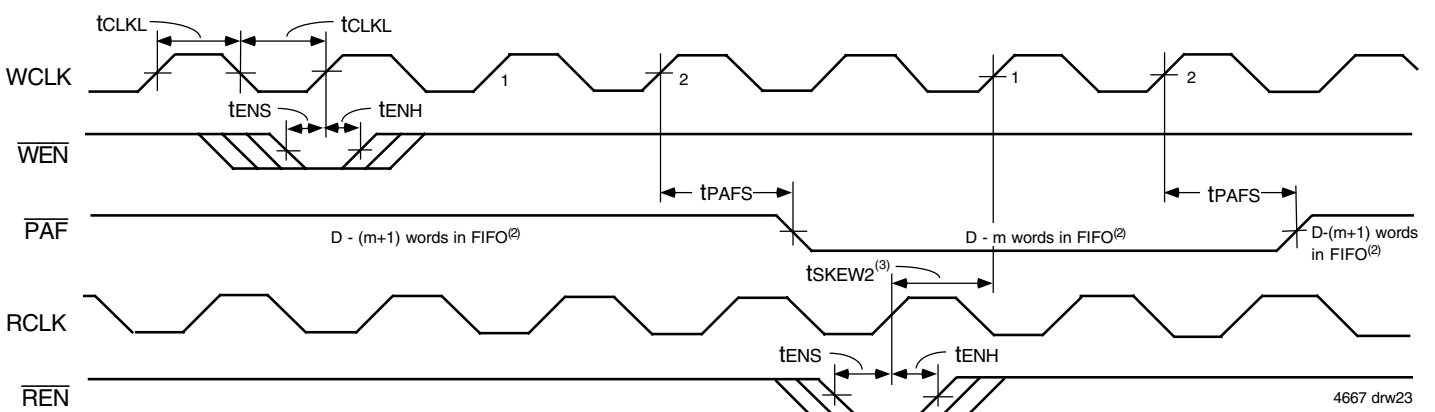 tCLKL tCLKL
WCLK 1 2 1 2
tENS tENH
WEN
tPAFS tPAFS
PAF D - (m+1) words in FIFO(2) D - m words in FIFO(2) D-(m+1) words
in FIFO(2)
tSKEW2(3)
RCLK
tENS tENH
REN 4667 drw23